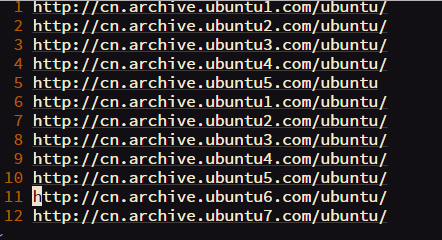 1 http://cn.archive.ubuntu1.com/ubuntu/
2 http://cn.archive.ubuntu2.com/ubuntu/
3 http://cn.archive.ubuntu3.com/ubuntu/
4 http://cn.archive.ubuntu4.com/ubuntu/
5 http://cn.archive.ubuntu5.com/ubuntu
6 http://cn.archive.ubuntu1.com/ubuntu/
7 http://cn.archive.ubuntu2.com/ubuntu/
8 http://cn.archive.ubuntu3.com/ubuntu/
9 http://cn.archive.ubuntu4.com/ubuntu/
10 http://cn.archive.ubuntu5.com/ubuntu/
11 http://cn.archive.ubuntu6.com/ubuntu/
12 http://cn.archive.ubuntu7.com/ubuntu/